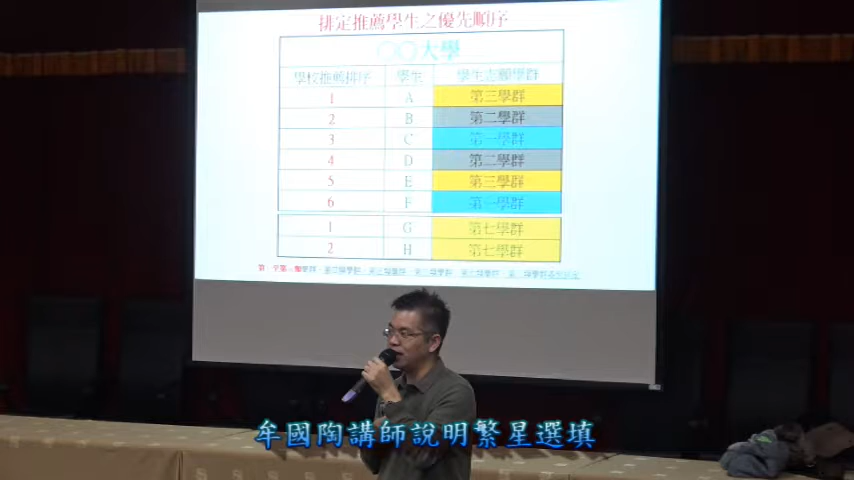 排定推薦學生之優先順序
〇〇大學
學校推薦排序 學生 學生志願學群
1 A 第三學群
2 B 第二學群
3 C 第一學群
4 D 第二學群
5 E 第三學群
6 F 第一學群
1 G 第七學群
2 H 第七學群
牟國陶講師說明繁星選填